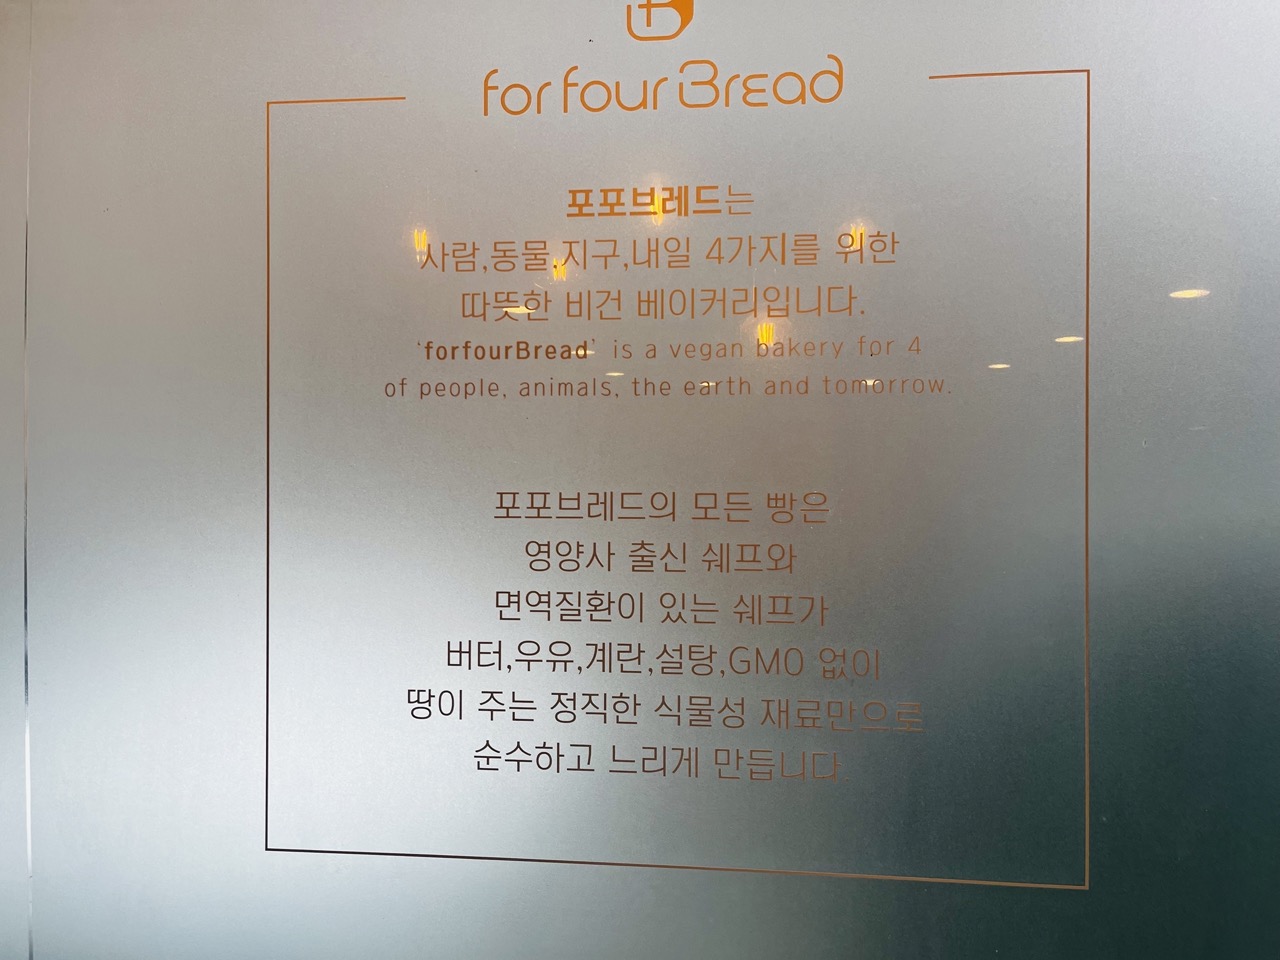 forfourBread
포포브레드는
사람,동물,지구,내일 4가지를 위한
따뜻한 비건 베이커리입니다.
'forfourBread' is a vegan bakery for 4
of people, animals, the earth and tomorrow.
포포브레드의 모든 빵은
영양사 출신 쉐프와
면역질환이 있는 쉐프가
버터,우유,계란,설탕,GMO 없이
땅이 주는 정직한 식물성 재료만으로
순수하고 느리게 만듭니다.